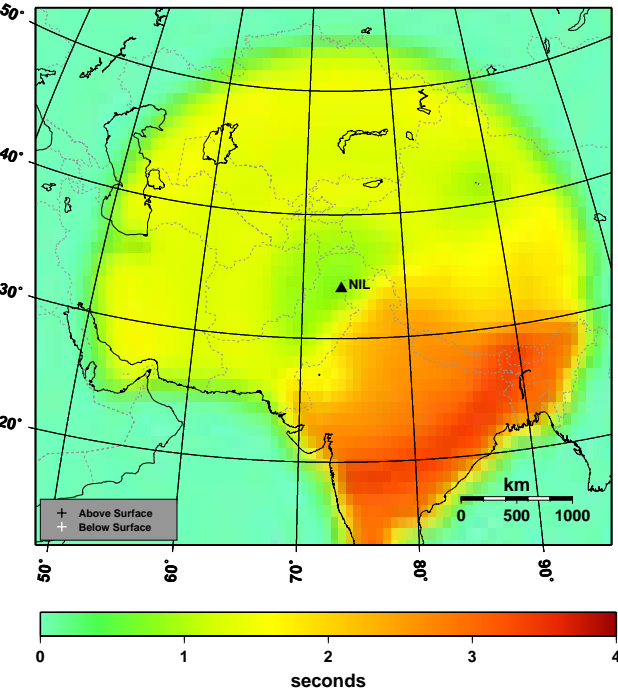 50°
40°
30°
20°
NIL
km
0 500 1000
Above Surface
Below Surface
50° 60° 70° 80° 90°
0 1 2 3 4
seconds